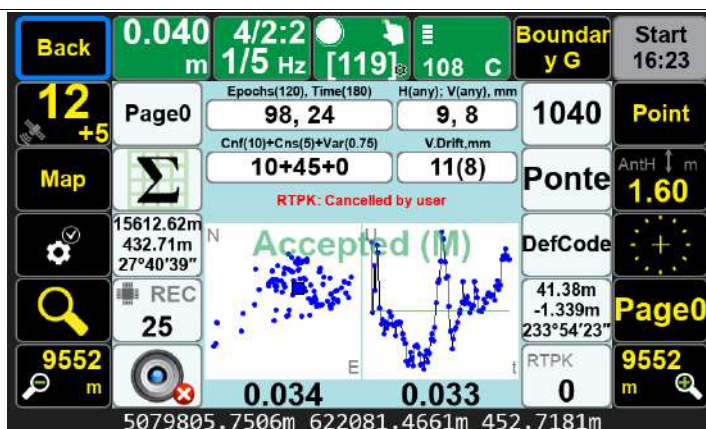 Back
0.040
m
4/2:2
1/5 Hz
[119]
108 C
Boundar
y G
Start
16:23
12
+5
Page0
Epochs(120), Time(180)
98, 24
H(any); V(any), mm
9, 8
1040
Point
Cnf(10)+Cns(5)+Var(0.75)
10+45+0
V.Drift,mm
11(8)
Map
Σ
RTPK: Cancelled by user
Ponte
AntH m
1.60
15612.62m
432.71m
27°40'39"
N
Accepted (M)
U
DefCode
REC
25
41.38m
-1.339m
233°54'23"
Page0
9552
m
E
t
RTPK
0
9552
m
0.034
0.033
5079805.7506m 622081.4661m 452.7181m